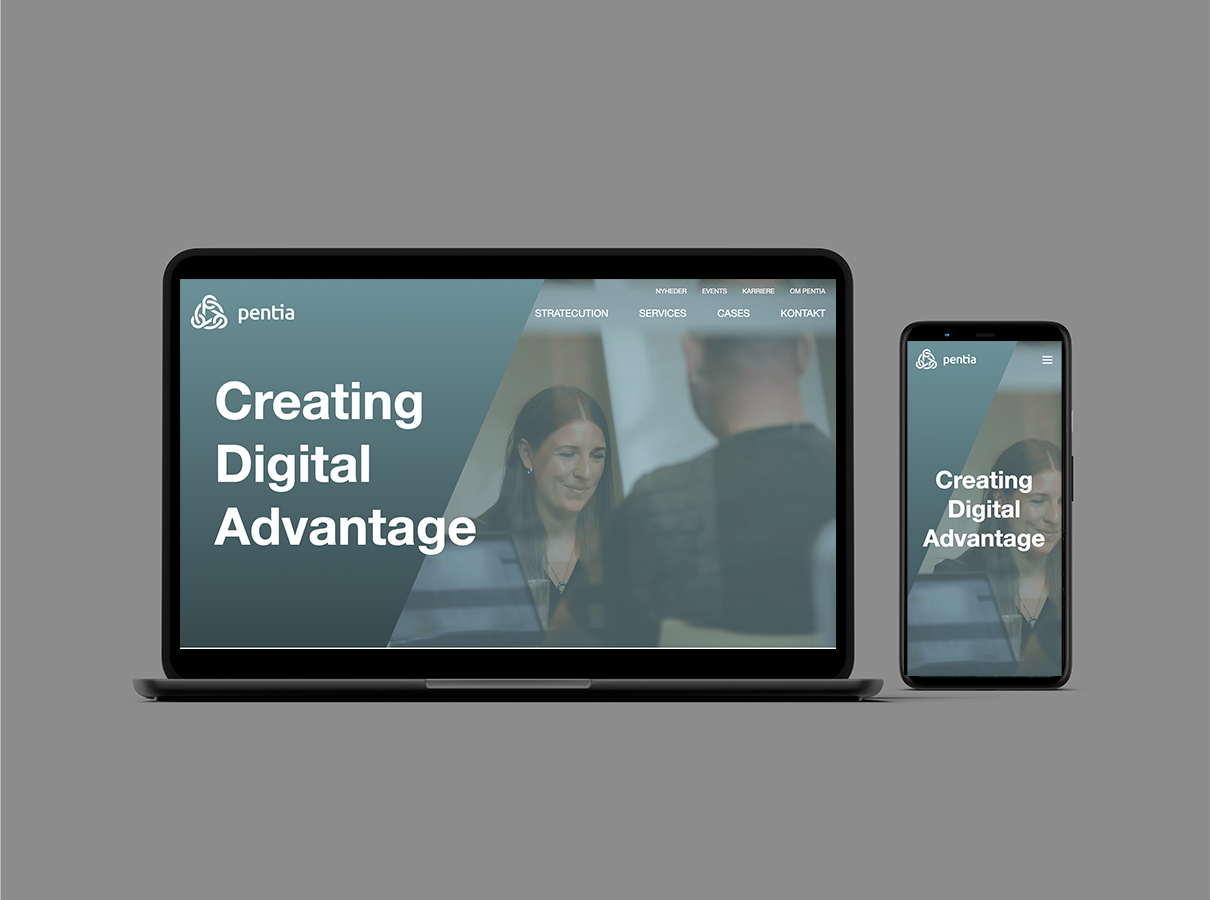 pentia
NYHEDER EVENTS KARRIERE OM PENTIA
STRATECUTION SERVICES CASES KONTAKT
Creating
Digital
Advantage
pentia
Creating
Digital
Advantage